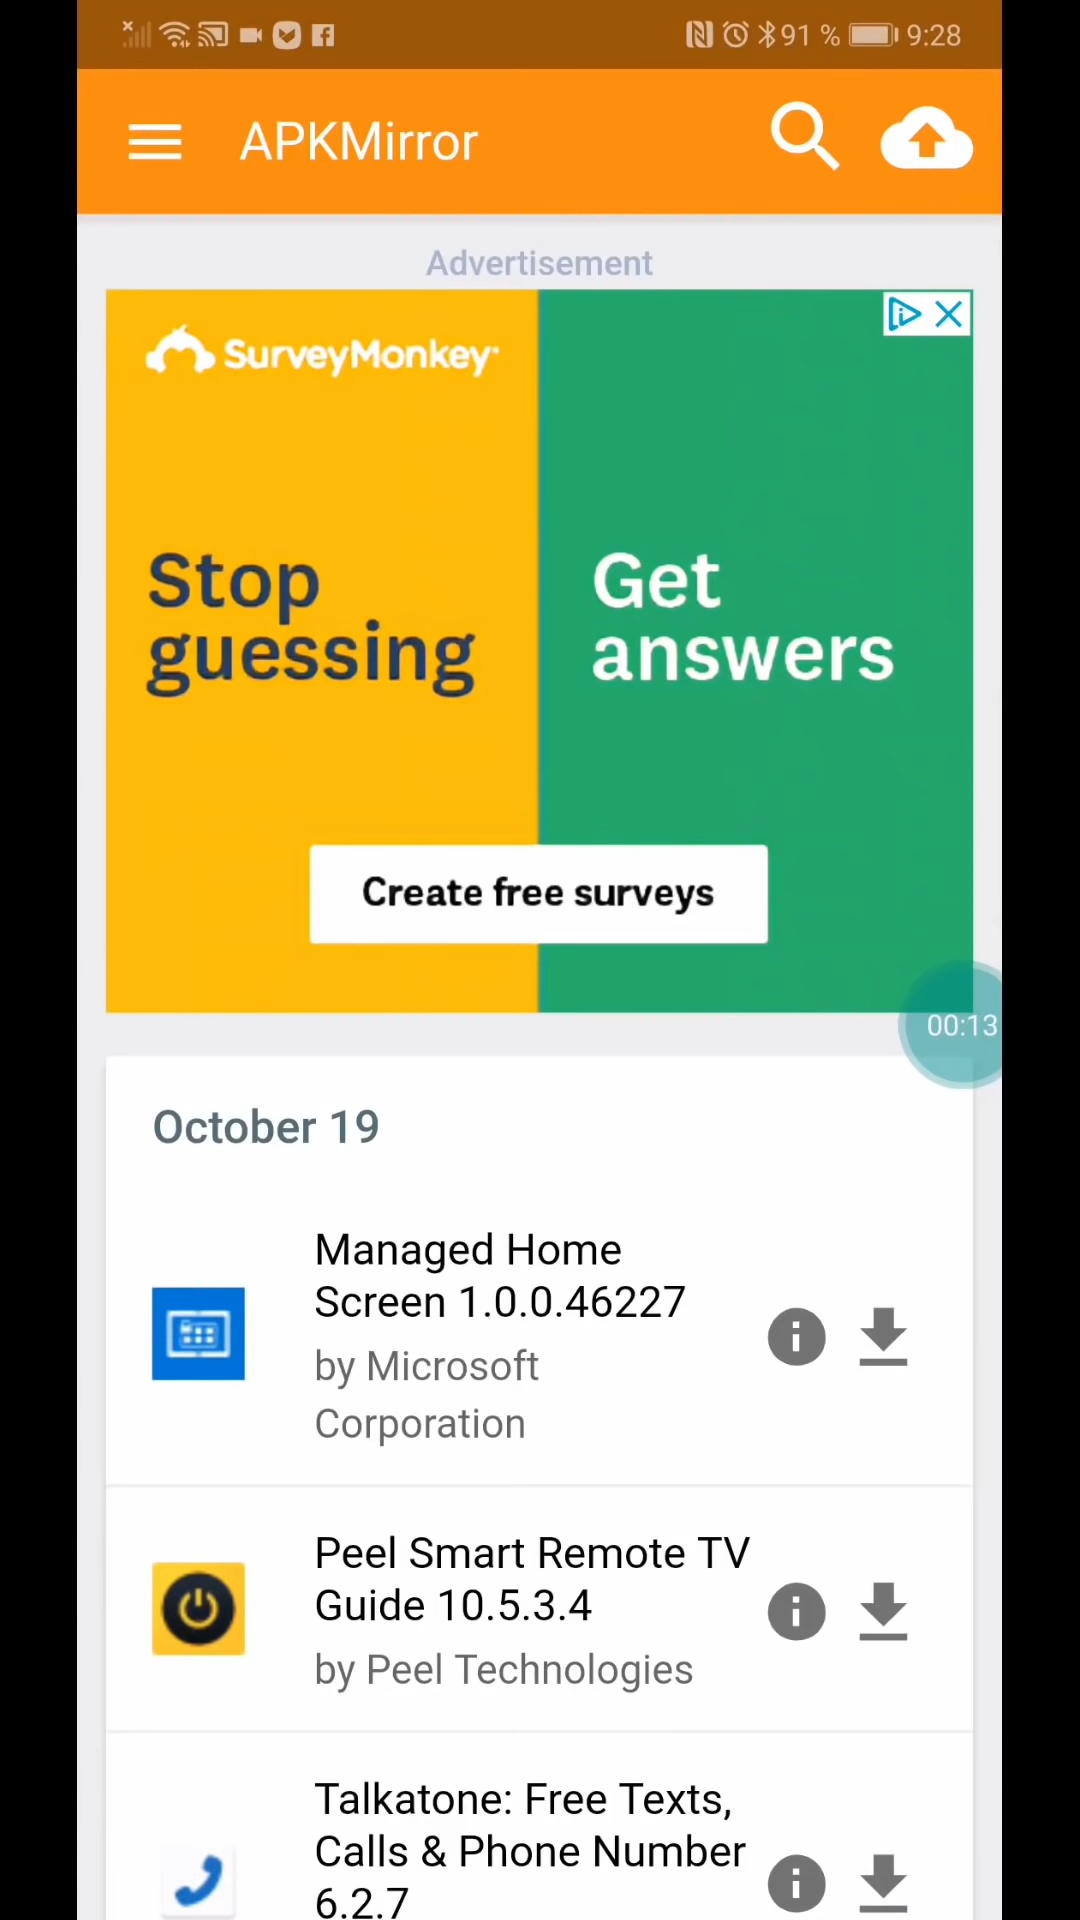 91 % 9:28
APKMirror
Advertisement
SurveyMonkey
Stop
guessing
Get
answers
Create free surveys
00:13
October 19
Managed Home
Screen 1.0.0.46227
by Microsoft
Corporation
Peel Smart Remote TV
Guide 10.5.3.4
by Peel Technologies
Talkatone: Free Texts,
Calls & Phone Number
6.2.7